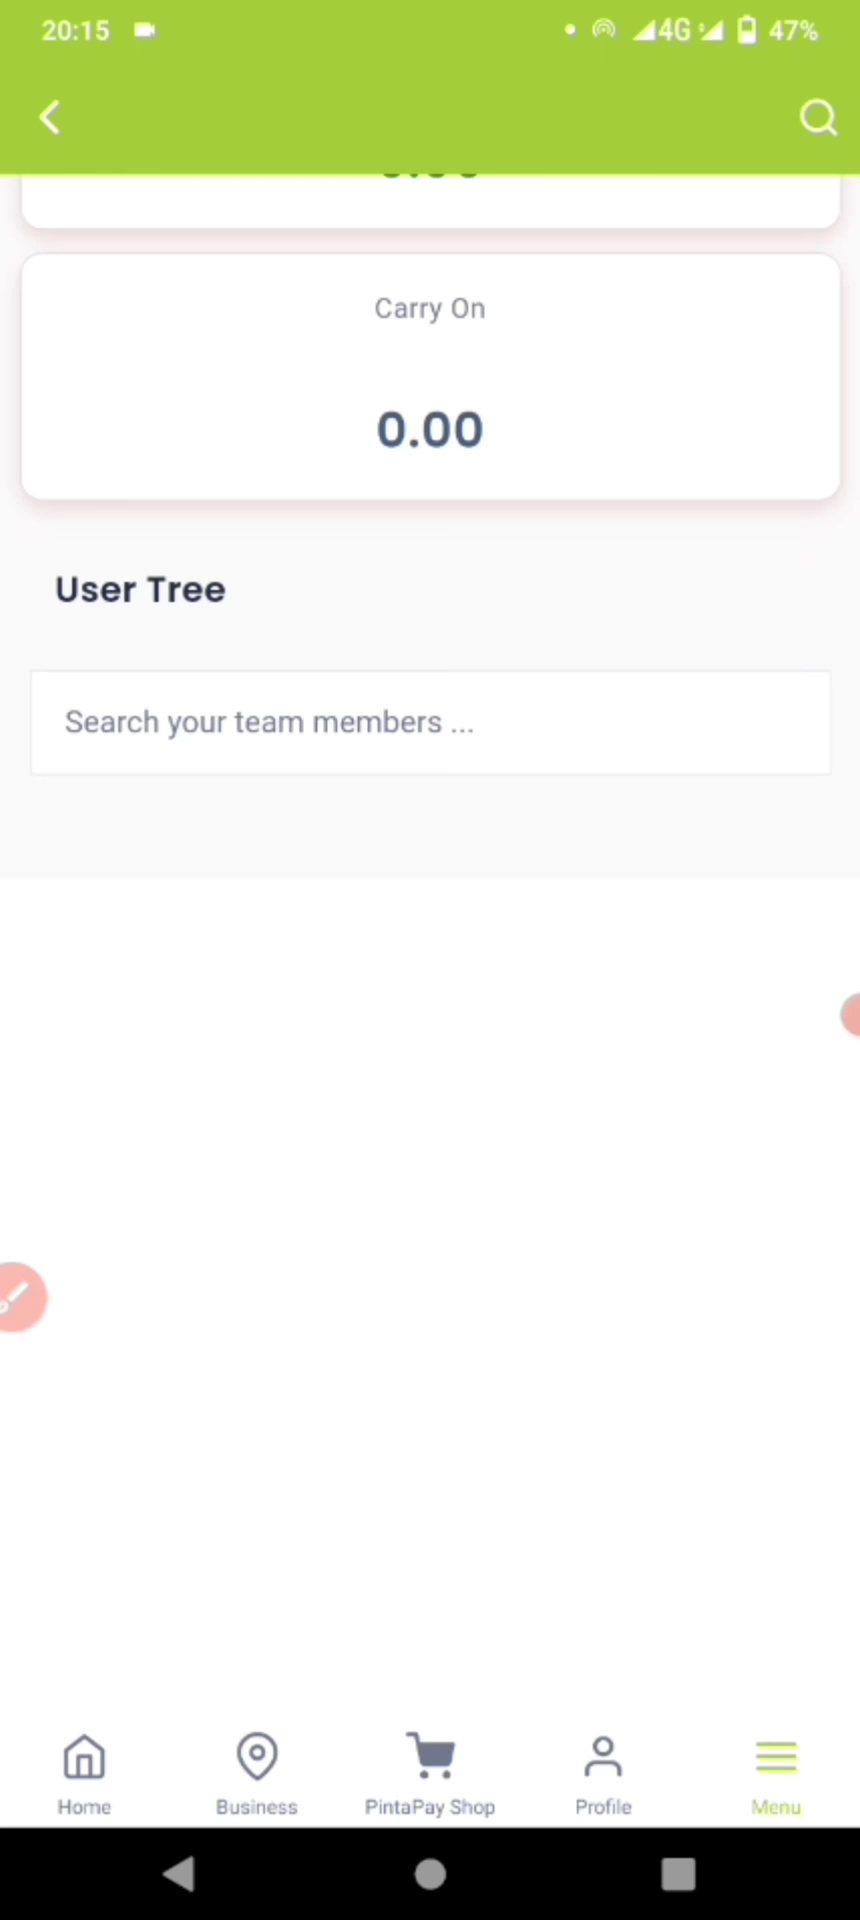 20:15 4G 47%
Carry On
0.00
User Tree
Search your team members ...
Home Business PintaPay Shop Profile Menu